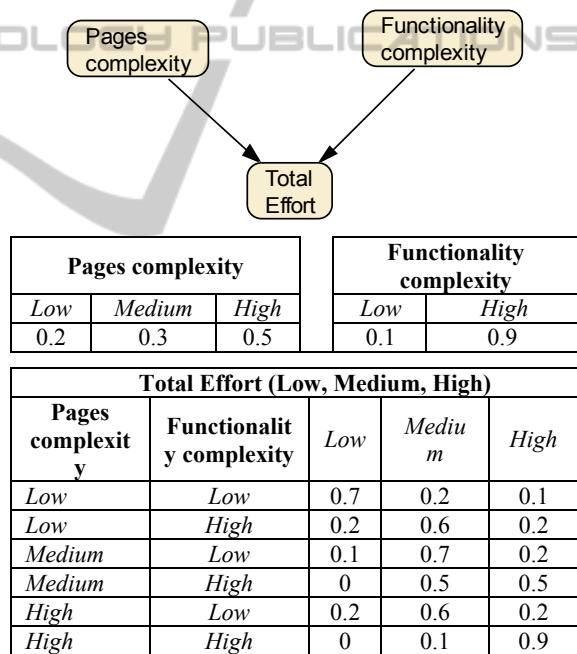 OLOGY PUBLICATIONS
Pages
complexity
Functionality
complexity
Total
Effort
Pages complexity
Low Medium High
0.2 0.3 0.5
Functionality
complexity
Low High
0.1 0.9
Total Effort (Low, Medium, High)
Pages
complexit
y
Functionalit
y complexity
Low
Mediu
m
High
Low Low 0.7 0.2 0.1
Low High 0.2 0.6 0.2
Medium Low 0.1 0.7 0.2
Medium High 0 0.5 0.5
High Low 0.2 0.6 0.2
High High 0 0.1 0.9